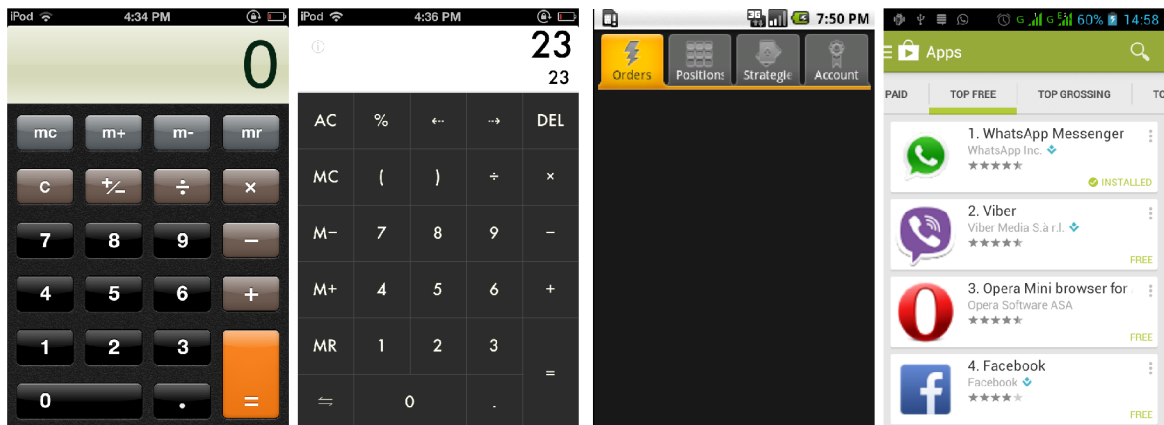 iPod 4:34 PM
0
mc m+ m- mr
c +/− ÷ ×
7 8 9 −
4 5 6 +
1 2 3
0 . =
iPod 4:36 PM
23
23
AC % ⇠ ⇢ DEL
MC ( ) ÷ ×
M− 7 8 9 −
M+ 4 5 6 +
MR 1 2 3
⇋ 0 . =
3G 7:50 PM
Orders Positions Strategie Account
G G E 60% 14:58
Apps
PAID TOP FREE TOP GROSSING TO
1. WhatsApp Messenger
WhatsApp Inc.
INSTALLED
2. Viber
Viber Media S.à r.l.
FREE
3. Opera Mini browser for
Opera Software ASA
FREE
4. Facebook
Facebook
FREE